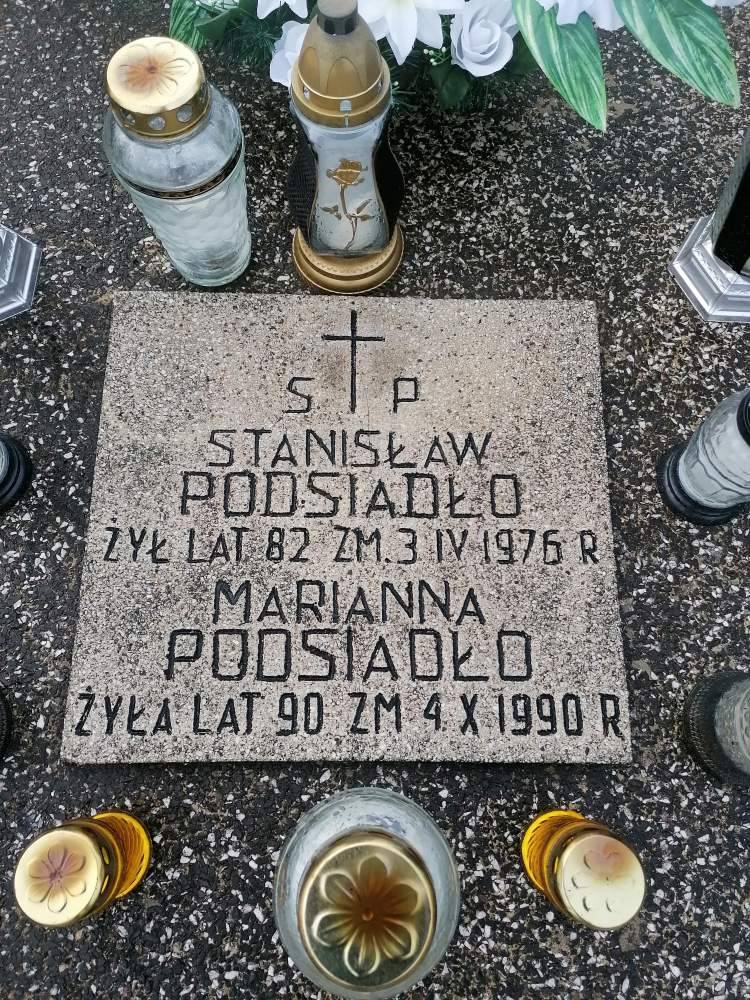 S P
STANISŁAW
PODSIADŁO
ŻYŁ LAT 82 ZM.3 IV 1976 R
MARIANNA
PODSIADŁO
ŻYŁA LAT 90 ZM 4 X 1990 R